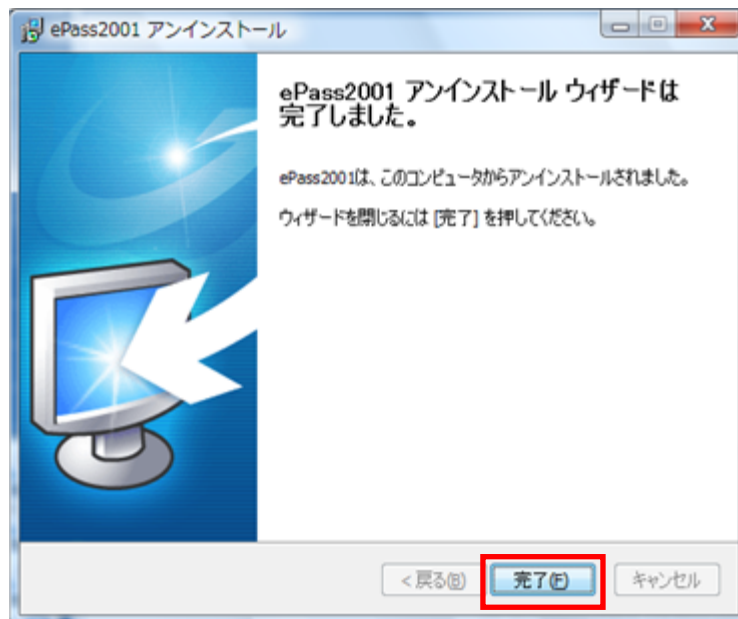 ePass2001 アンインストール
ePass2001 アンインストール ウィザードは
完了しました。
ePass2001は、このコンピュータからアンインストールされました。
ウィザードを閉じるには [完了] を押してください。
< 戻る(B) 完了(F) キャンセル